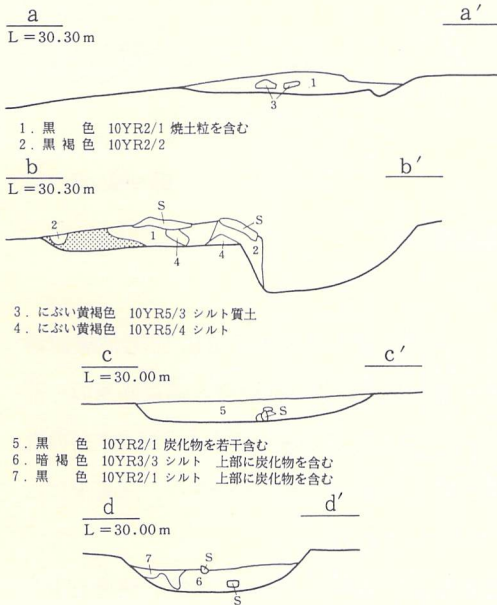 a a′
L＝30.30m
1
3
1. 黒　　色 10YR2/1 焼土粒を含む
2. 黒 褐 色 10YR2/2
b b′
L＝30.30m
S
S
2
1
2
4
4
3. にぶい黄褐色 10YR5/3 シルト質土
4. にぶい黄褐色 10YR5/4 シルト
c c′
L＝30.00m
5 S
5. 黒　　色 10YR2/1 炭化物を若干含む
6. 暗 褐 色 10YR3/3 シルト　上部に炭化物を含む
7. 黒　　色 10YR2/1 シルト　上部に炭化物を含む
d d′
L＝30.00m
7 S
6
S